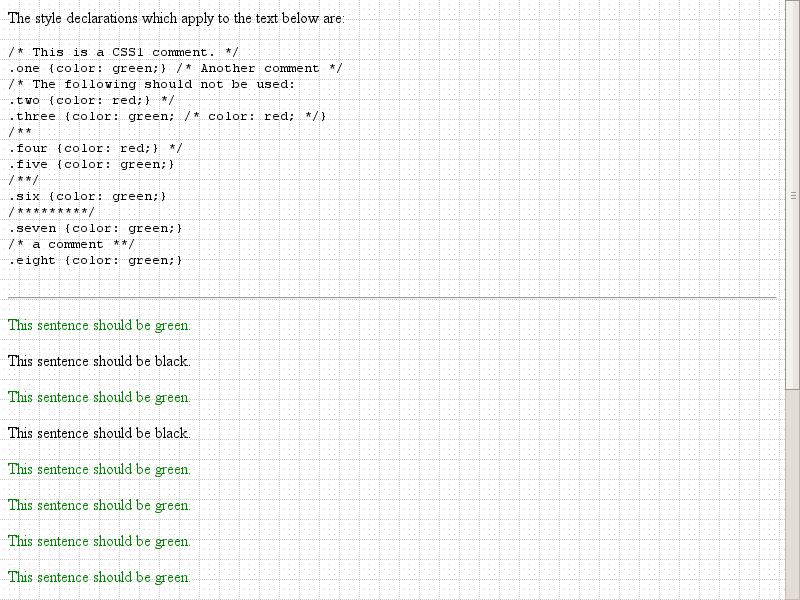 The style declarations which apply to the text below are:
/* This is a CSS1 comment. */
.one {color: green;} /* Another comment */
/* The following should not be used:
.two {color: red;} */
.three {color: green; /* color: red; */}
/**
.four {color: red;} */
.five {color: green;}
/**/
.six {color: green;}
/*********/
.seven {color: green;}
/* a comment **/
.eight {color: green;}
This sentence should be green.
This sentence should be black.
This sentence should be green.
This sentence should be black.
This sentence should be green.
This sentence should be green.
This sentence should be green.
This sentence should be green.